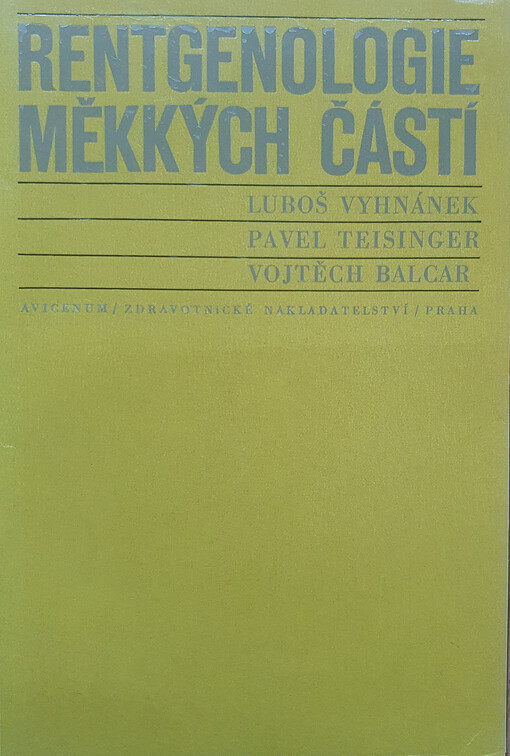 RENTGENOLOGIE
MĚKKÝCH ČÁSTÍ
LUBOŠ VYHNÁNEK
PAVEL TEISINGER
VOJTĚCH BALCAR
AVICENUM / ZDRAVOTNICKÉ NAKLADATELSTVÍ / PRAHA